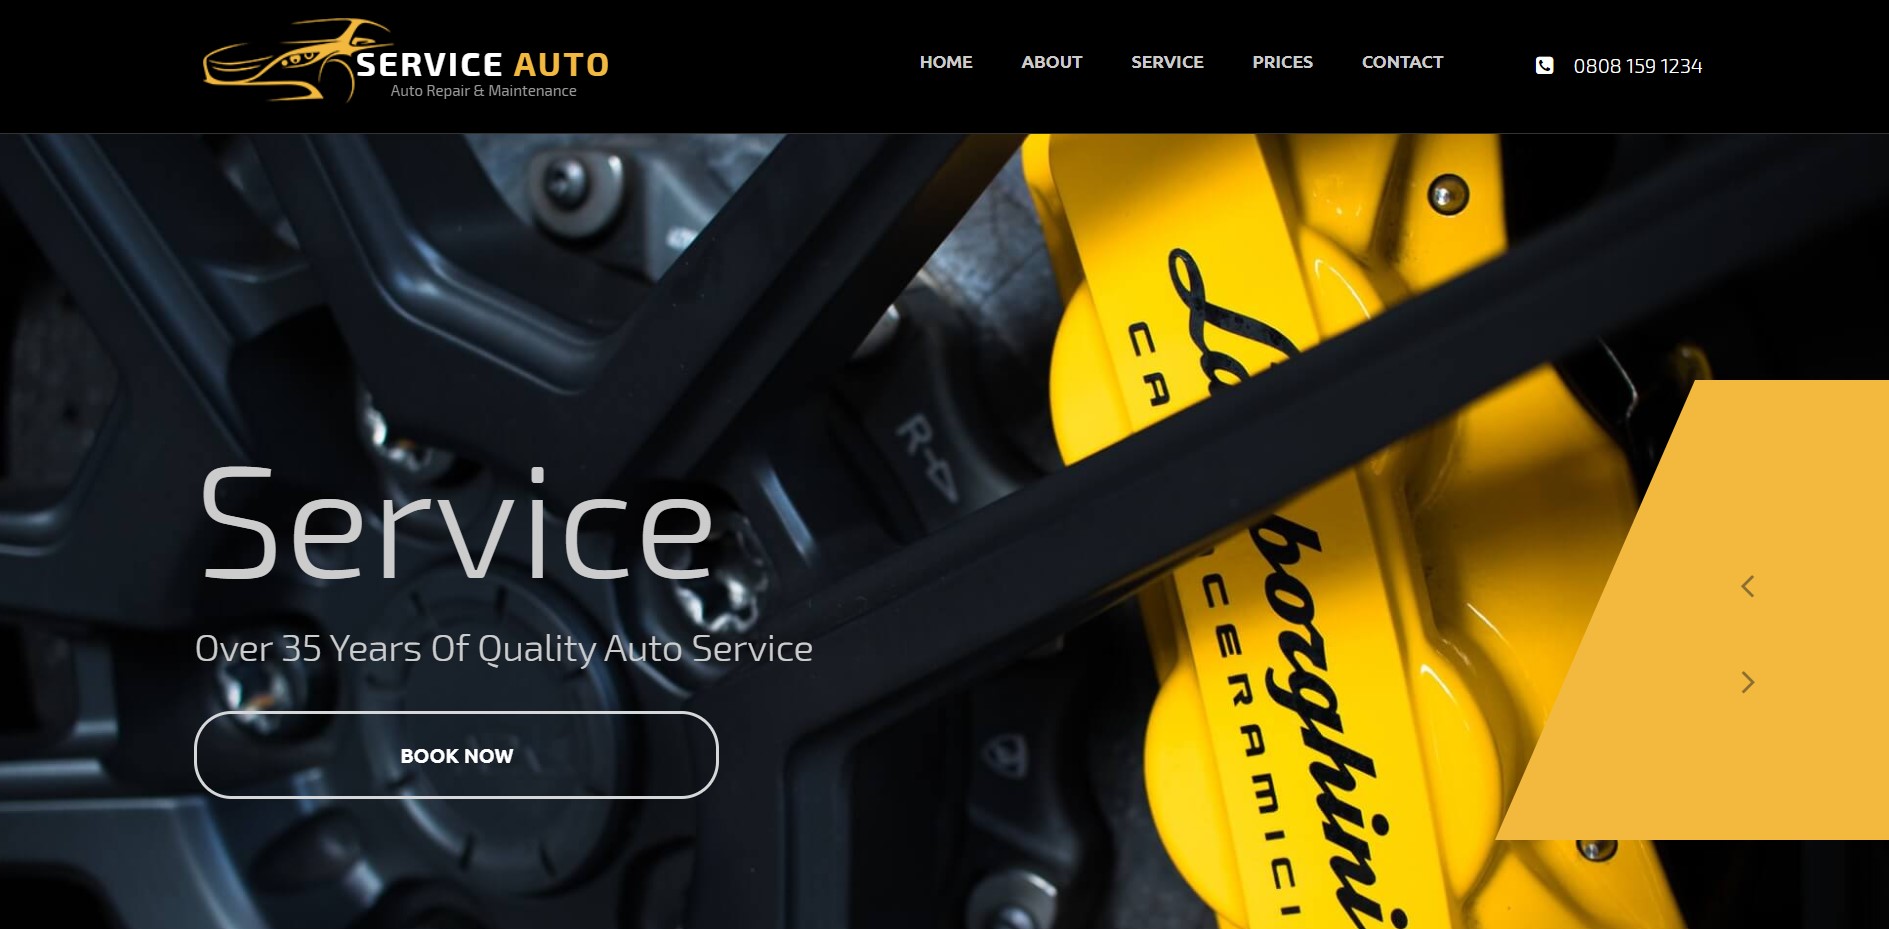 SERVICE AUTO
Auto Repair & Maintenance
HOME
ABOUT
SERVICE
PRICES
CONTACT
0808 159 1234
Service
Over 35 Years Of Quality Auto Service
BOOK NOW
R
borghini
CERAMICI